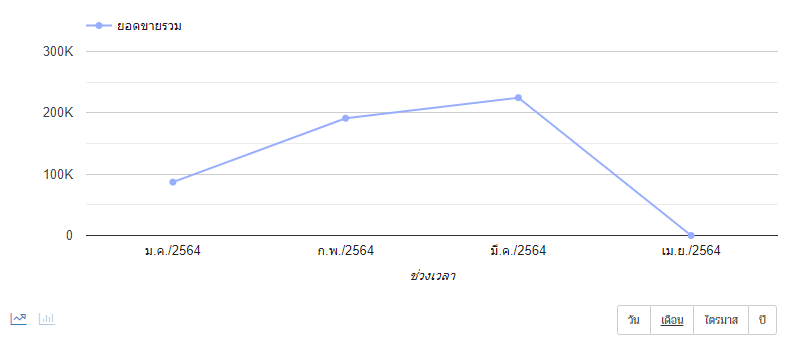 ยอดขายรวม
300K
200K
100K
0
ม.ค./2564 ก.พ./2564 มี.ค./2564 เม.ย./2564
ช่วงเวลา
วัน เดือน ไตรมาส ปี